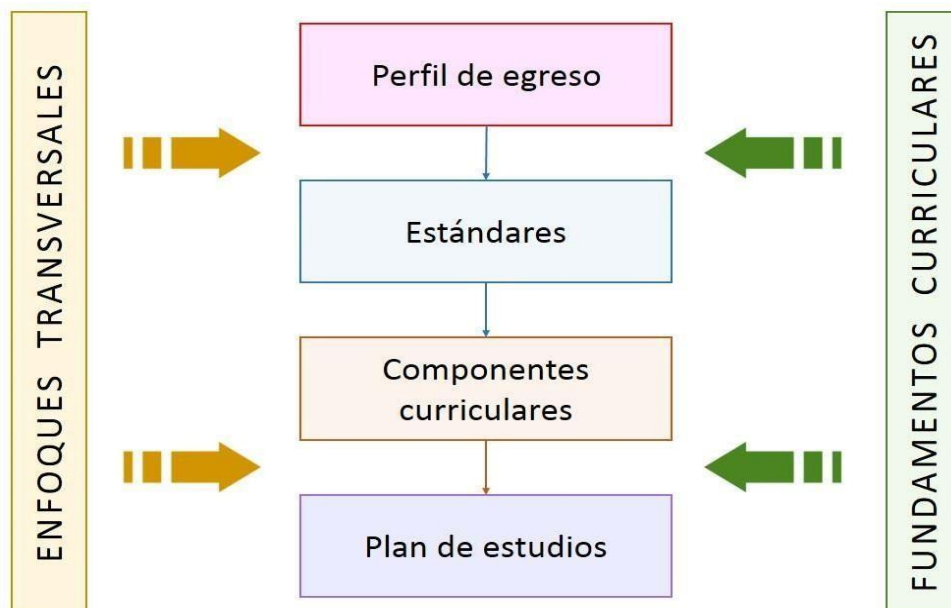 ENFOQUES TRANSVERSALES
Perfil de egreso
Estándares
Componentes
curriculares
Plan de estudios
FUNDAMENTOS CURRICULARES